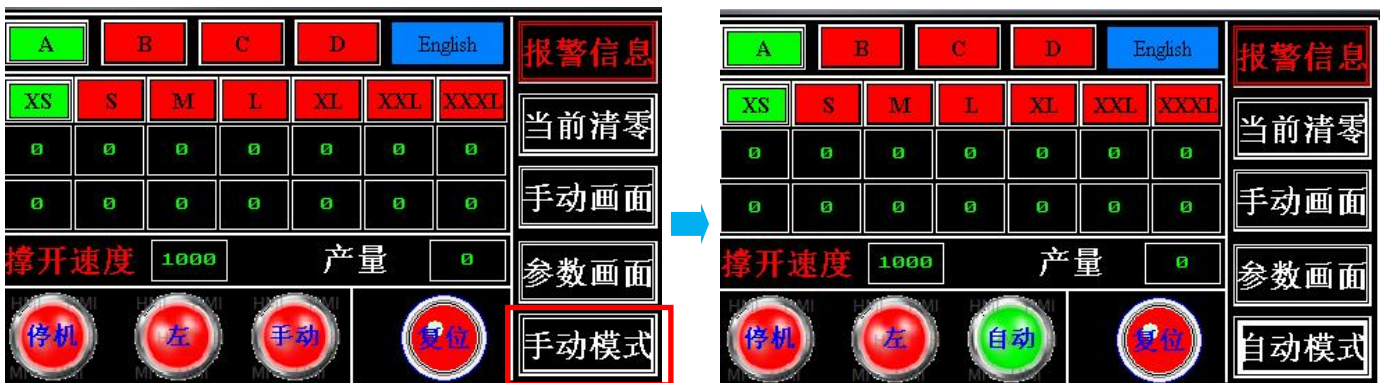 A B C D English 报警信息
XS S M L XL XXL XXXL 当前清零
0 0 0 0 0 0 0
0 0 0 0 0 0 0 手动画面
撑开速度 1000 产量 0 参数画面
停机 左 手动 复位 手动模式
A B C D English 报警信息
XS S M L XL XXL XXXL 当前清零
0 0 0 0 0 0 0
0 0 0 0 0 0 0 手动画面
撑开速度 1000 产量 0 参数画面
停机 左 自动 复位 自动模式